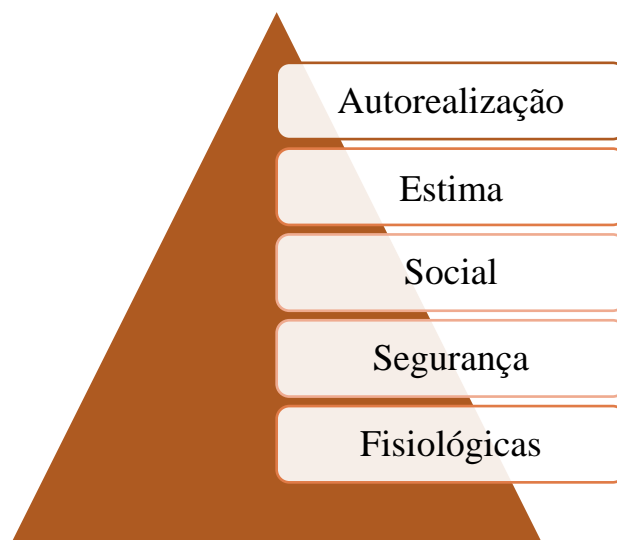 Autorealização
Estima
Social
Segurança
Fisiológicas